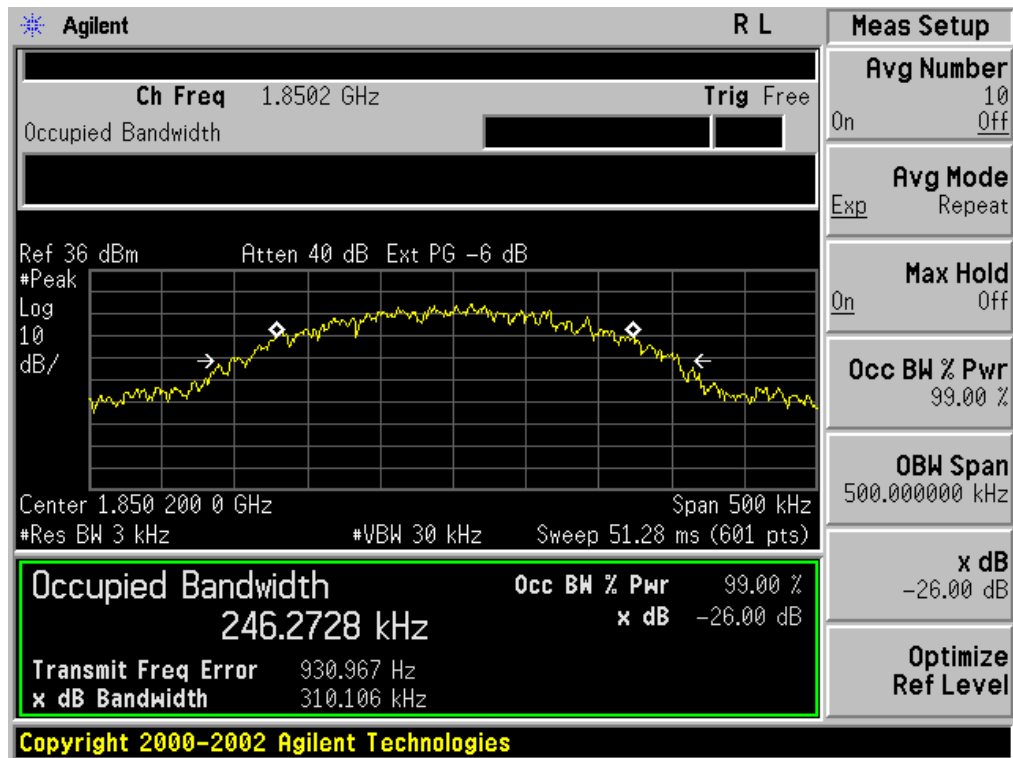 Agilent
R L
Ch Freq 1.8502 GHz
Trig Free
Occupied Bandwidth
Ref 36 dBm Atten 40 dB Ext PG -6 dB
#Peak
Log
10
dB/
Center 1.850 200 0 GHz Span 500 kHz
#Res BW 3 kHz #VBW 30 kHz Sweep 51.28 ms (601 pts)
Occupied Bandwidth
246.2728 kHz
Occ BW % Pwr 99.00 %
x dB -26.00 dB
Transmit Freq Error 930.967 Hz
x dB Bandwidth 310.106 kHz
Copyright 2000-2002 Agilent Technologies
Meas Setup
Avg Number
10
On Off
Avg Mode
Exp Repeat
Max Hold
On Off
Occ BW % Pwr
99.00 %
OBW Span
500.000000 kHz
x dB
-26.00 dB
Optimize
Ref Level